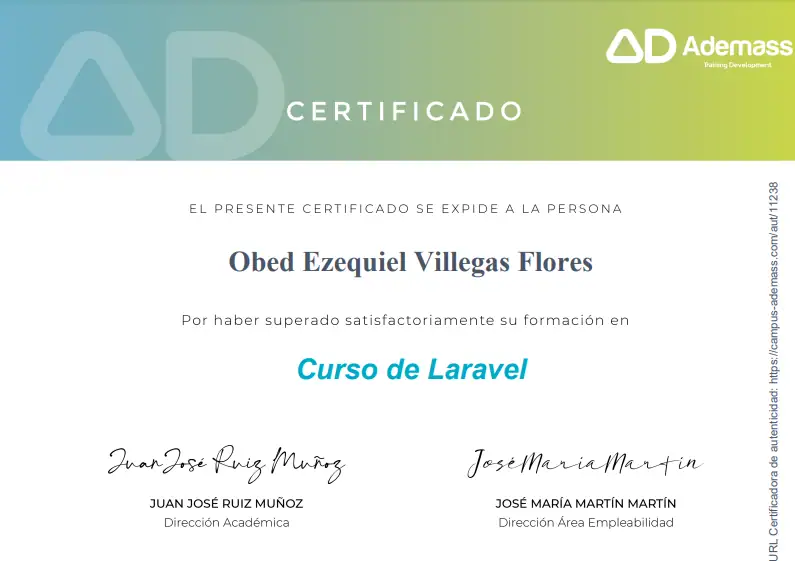 Ademass
Training Development
CERTIFICADO
EL PRESENTE CERTIFICADO SE EXPIDE A LA PERSONA
Obed Ezequiel Villegas Flores
Por haber superado satisfactoriamente su formación en
Curso de Laravel
Juan José Ruiz Muñoz
José María Martín
JUAN JOSÉ RUIZ MUÑOZ
JOSÉ MARÍA MARTÍN MARTÍN
Dirección Académica
Dirección Área Empleabilidad
URL Certificadora de autenticidad: https://campus-ademass.com/aut/11238